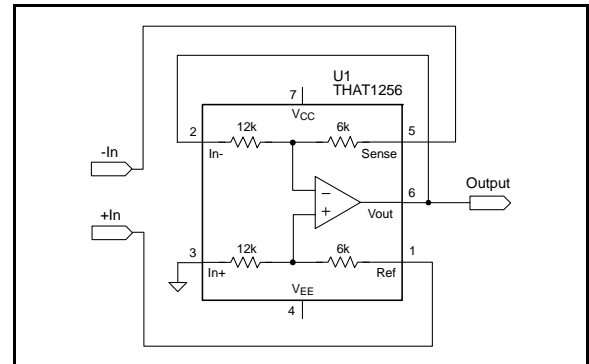 U1
THAT1256
7
VCC
12k
6k
2
5
In-
Sense
-In
−
+
6
Output
Vout
+In
3
12k
6k
1
In+
Ref
VEE
4